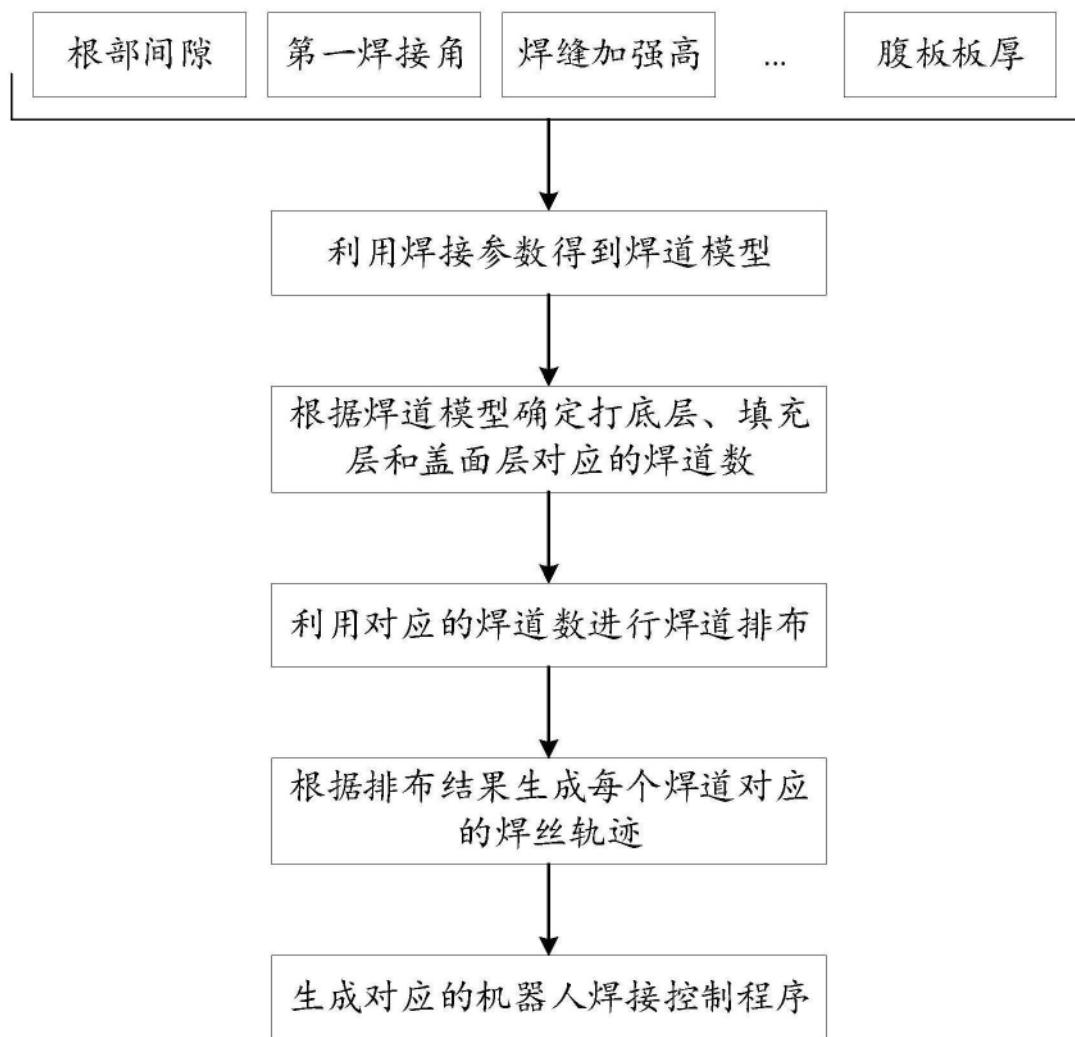 根部间隙 第一焊接角 焊缝加强高 ... 腹板板厚
利用焊接参数得到焊道模型
根据焊道模型确定打底层、填充
层和盖面层对应的焊道数
利用对应的焊道数进行焊道排布
根据排布结果生成每个焊道对应
的焊丝轨迹
生成对应的机器人焊接控制程序